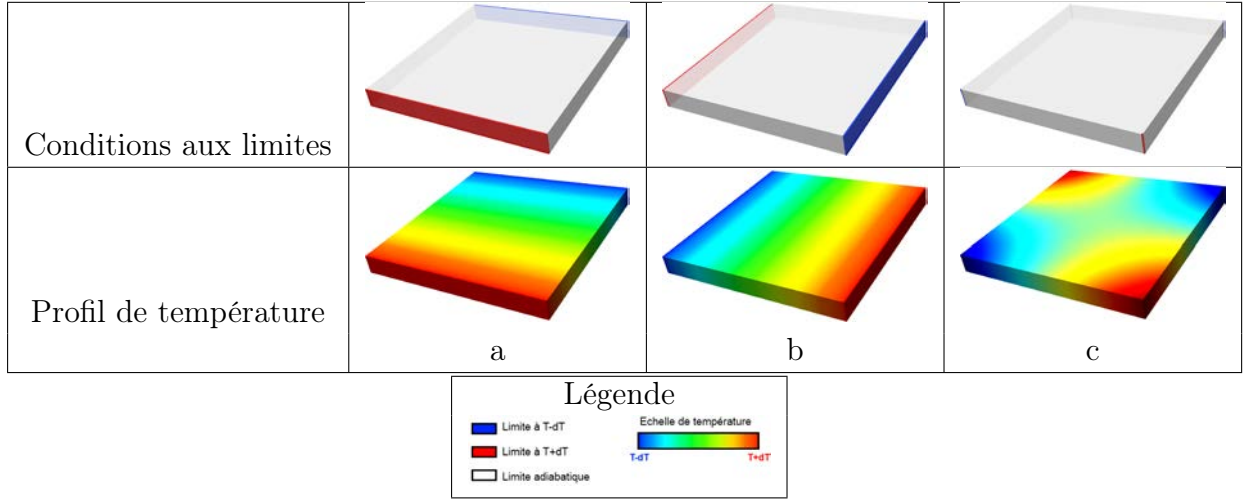 Conditions aux limites
Profil de température
a
b
c
Légende
Limite à T-dT
Limite à T+dT
Limite adiabatique
Echelle de température
T-dT
T+dT